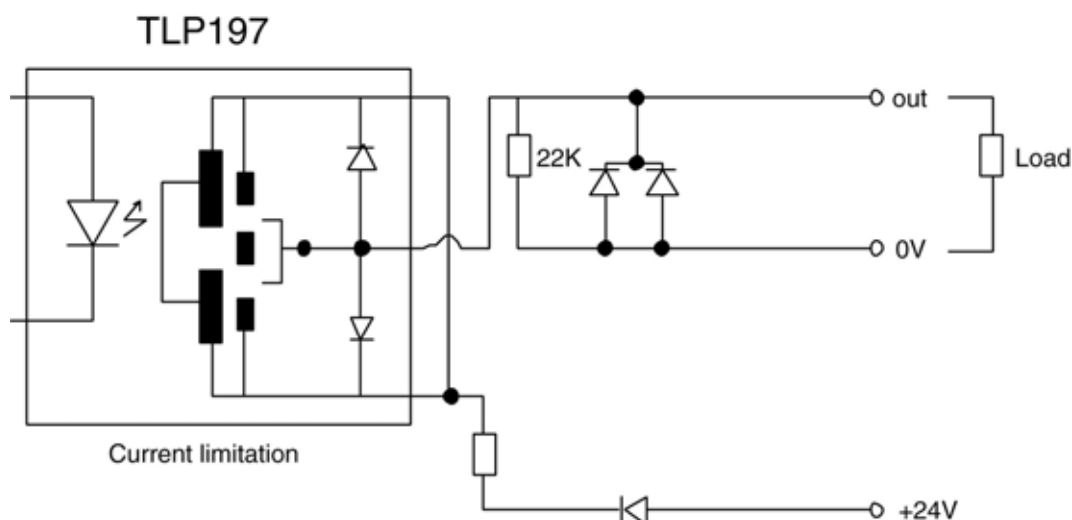 TLP197
out
22K
Load
0V
Current limitation
+24V